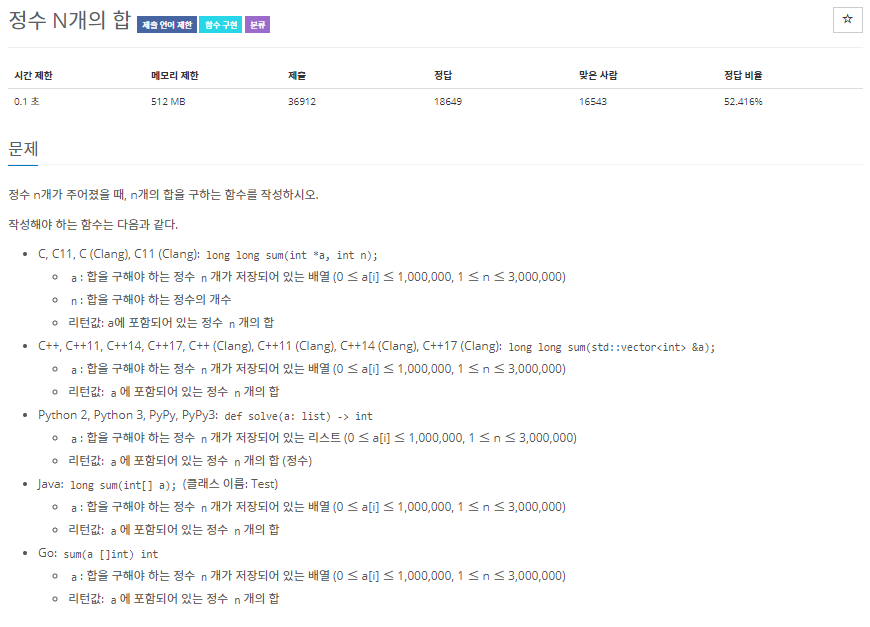 정수 N개의 합 제출 언어 제한 함수 구현 분류
시간 제한 메모리 제한 제출 정답 맞은 사람 정답 비율
0.1 초 512 MB 36912 18649 16543 52.416%
문제
정수 n개가 주어졌을 때, n개의 합을 구하는 함수를 작성하시오.
작성해야 하는 함수는 다음과 같다.
• C, C11, C (Clang), C11 (Clang): long long sum(int *a, int n);
◦ a : 합을 구해야 하는 정수 n 개가 저장되어 있는 배열 (0 ≤ a[i] ≤ 1,000,000, 1 ≤ n ≤ 3,000,000)
◦ n : 합을 구해야 하는 정수의 개수
◦ 리턴값: a에 포함되어 있는 정수 n 개의 합
• C++, C++11, C++14, C++17, C++ (Clang), C++11 (Clang), C++14 (Clang), C++17 (Clang): long long sum(std::vector<int> &a);
◦ a : 합을 구해야 하는 정수 n 개가 저장되어 있는 배열 (0 ≤ a[i] ≤ 1,000,000, 1 ≤ n ≤ 3,000,000)
◦ 리턴값: a 에 포함되어 있는 정수 n 개의 합
• Python 2, Python 3, PyPy, PyPy3: def solve(a: list) -> int
◦ a : 합을 구해야 하는 정수 n 개가 저장되어 있는 리스트 (0 ≤ a[i] ≤ 1,000,000, 1 ≤ n ≤ 3,000,000)
◦ 리턴값: a 에 포함되어 있는 정수 n 개의 합 (정수)
• Java: long sum(int[] a); (클래스 이름: Test)
◦ a : 합을 구해야 하는 정수 n 개가 저장되어 있는 배열 (0 ≤ a[i] ≤ 1,000,000, 1 ≤ n ≤ 3,000,000)
◦ 리턴값: a 에 포함되어 있는 정수 n 개의 합
• Go: sum(a []int) int
◦ a : 합을 구해야 하는 정수 n 개가 저장되어 있는 배열 (0 ≤ a[i] ≤ 1,000,000, 1 ≤ n ≤ 3,000,000)
◦ 리턴값: a 에 포함되어 있는 정수 n 개의 합